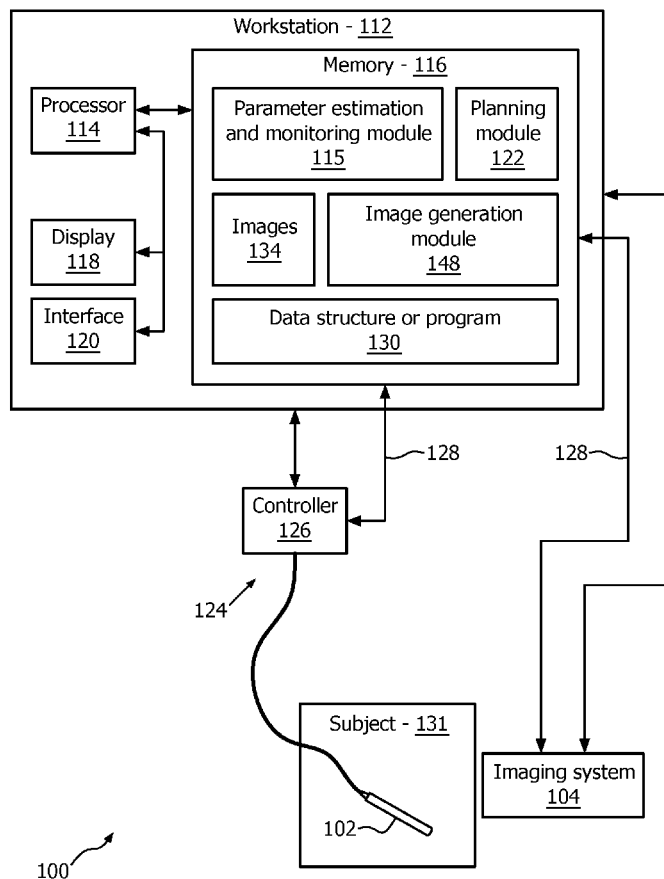 Workstation - 112
Memory - 116
Processor
114
Parameter estimation
and monitoring module
115
Planning
module
122
Display
118
Images
134
Image generation
module
148
Interface
120
Data structure or program
130
128
128
Controller
126
124
Subject - 131
Imaging system
104
102
100